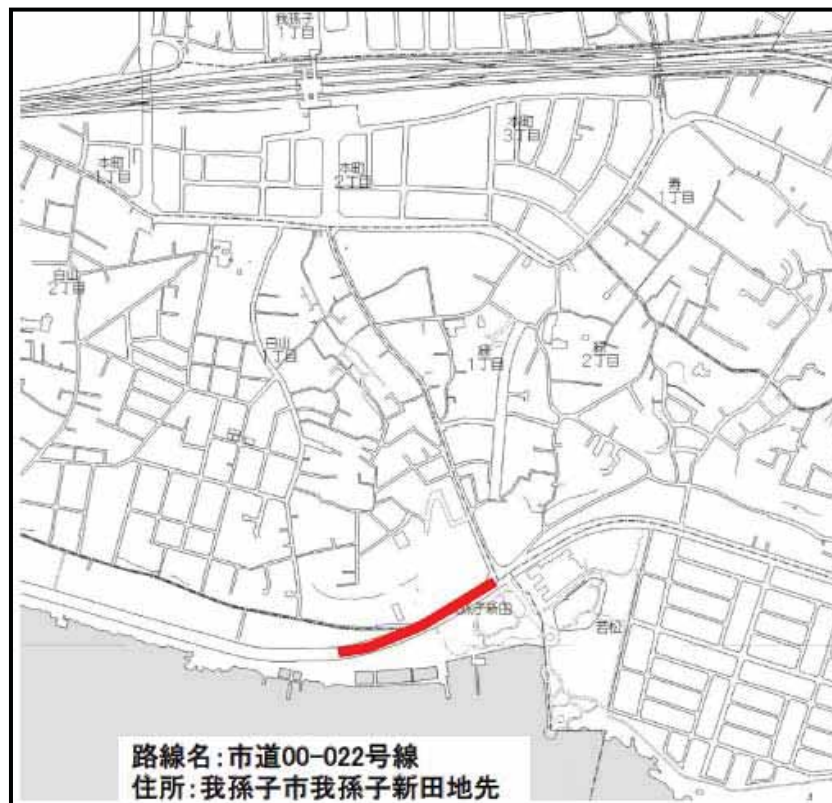 我孫子
1丁目
本町
3丁目
本町
1丁目
本町
2丁目
寿
1丁目
白山
2丁目
白山
1丁目
緑
1丁目
緑
2丁目
孫子新田
若松
路線名：市道00-022号線
住所：我孫子市我孫子新田地先